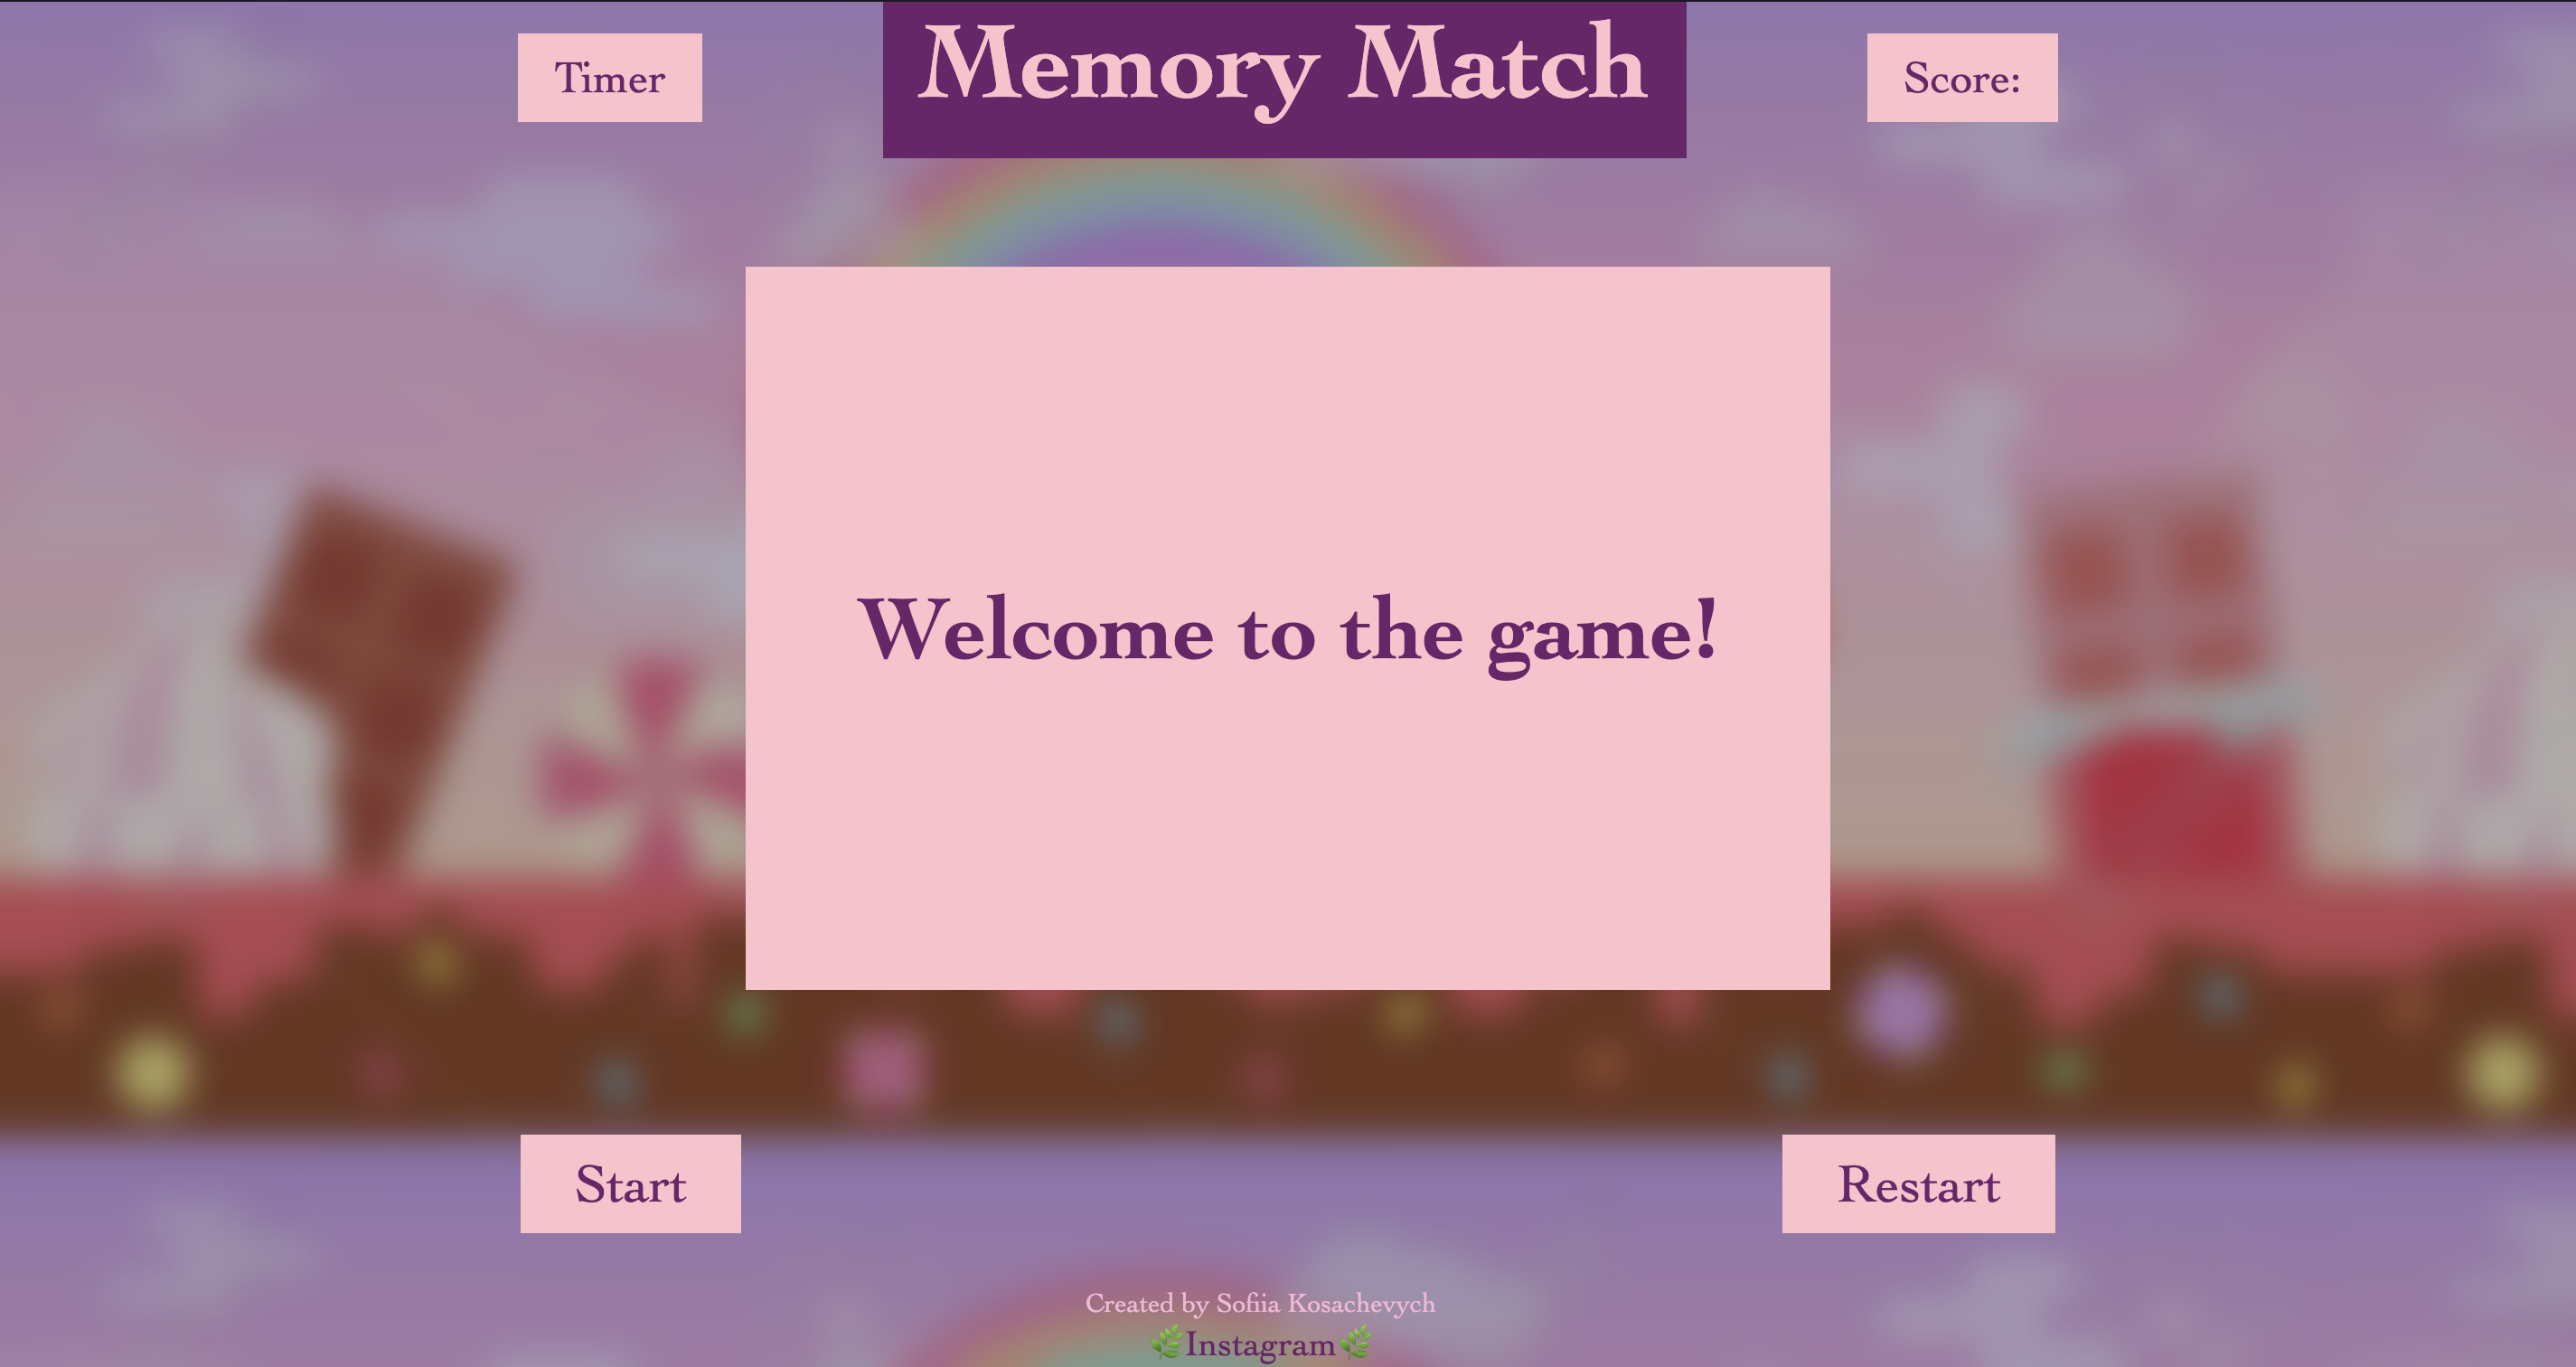 Timer
Memory Match
Score:
Welcome to the game!
Start
Restart
Created by Sofiia Kosachevych
🌿Instagram🌿